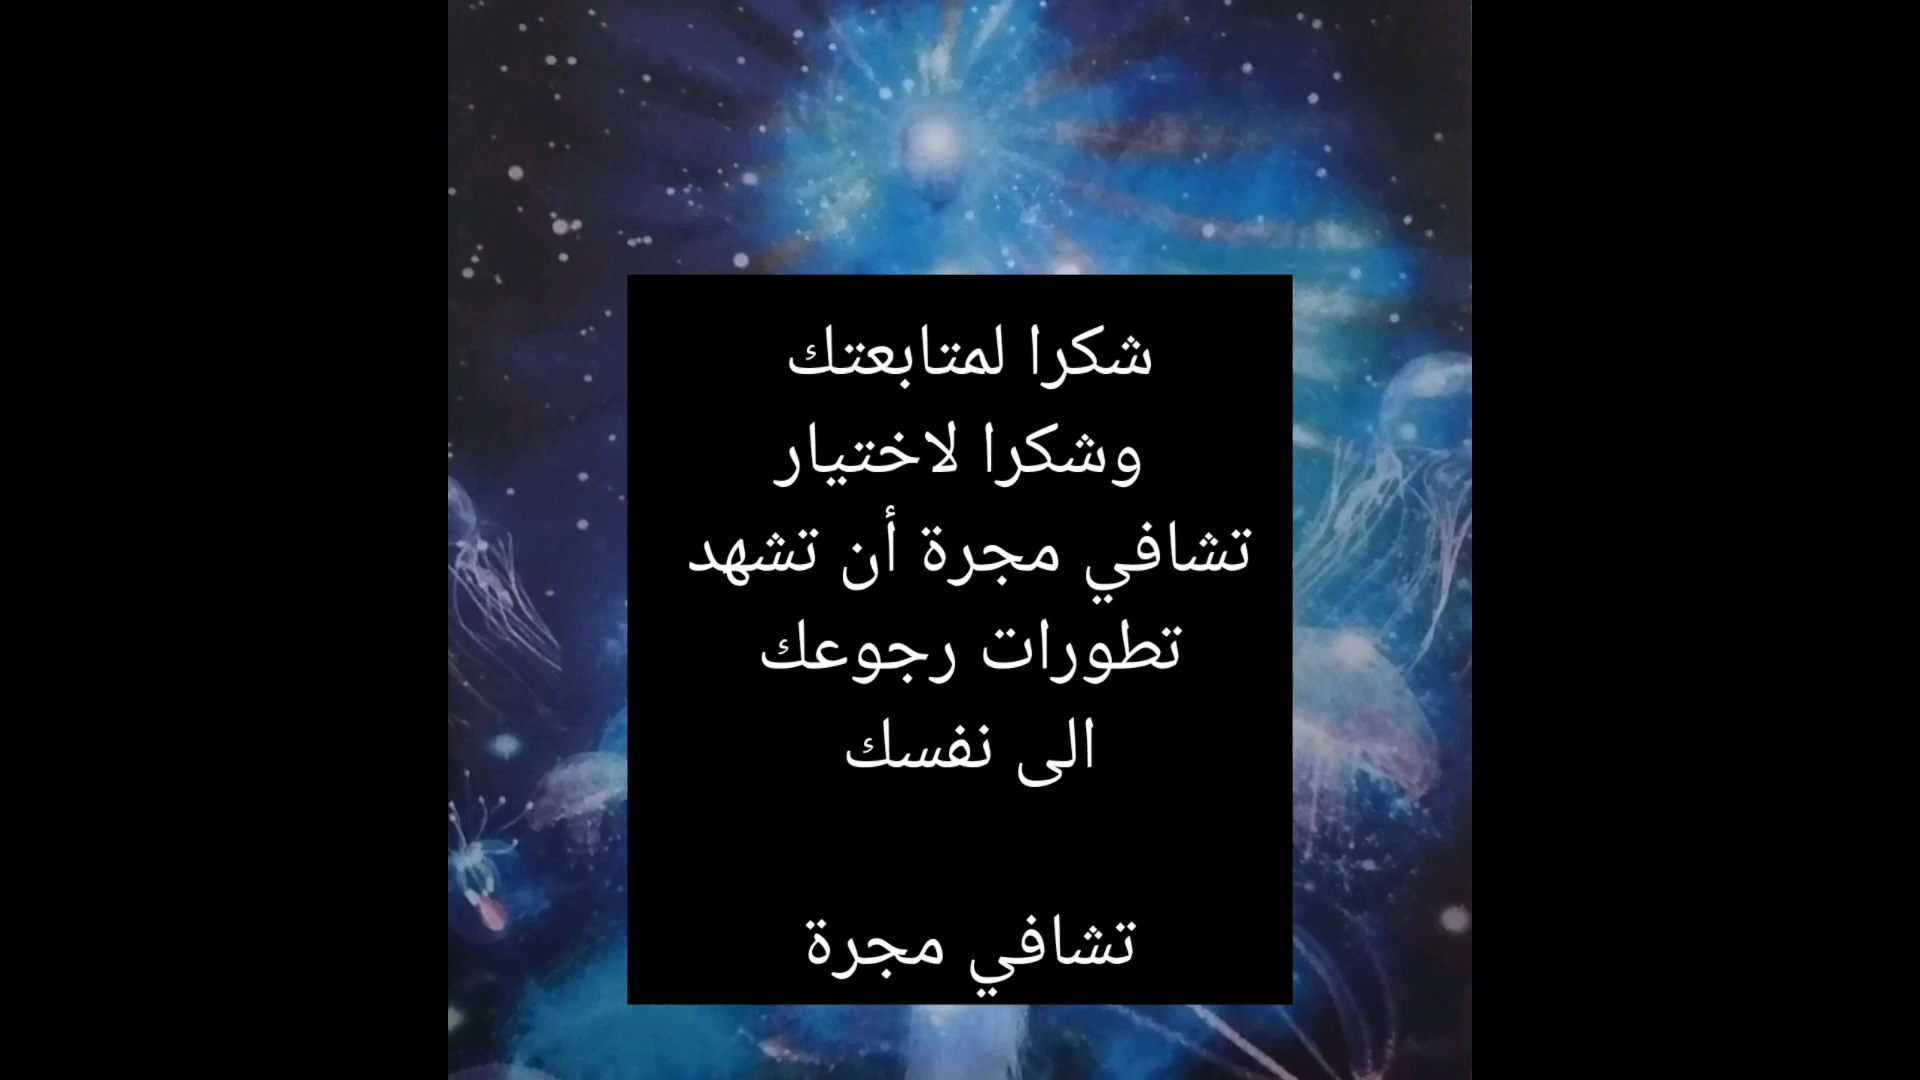 شكرا لمتابعتك
وشكرا لاختيار
تشافي مجرة أن تشهد
تطورات رجوعك
الى نفسك
تشافي مجرة